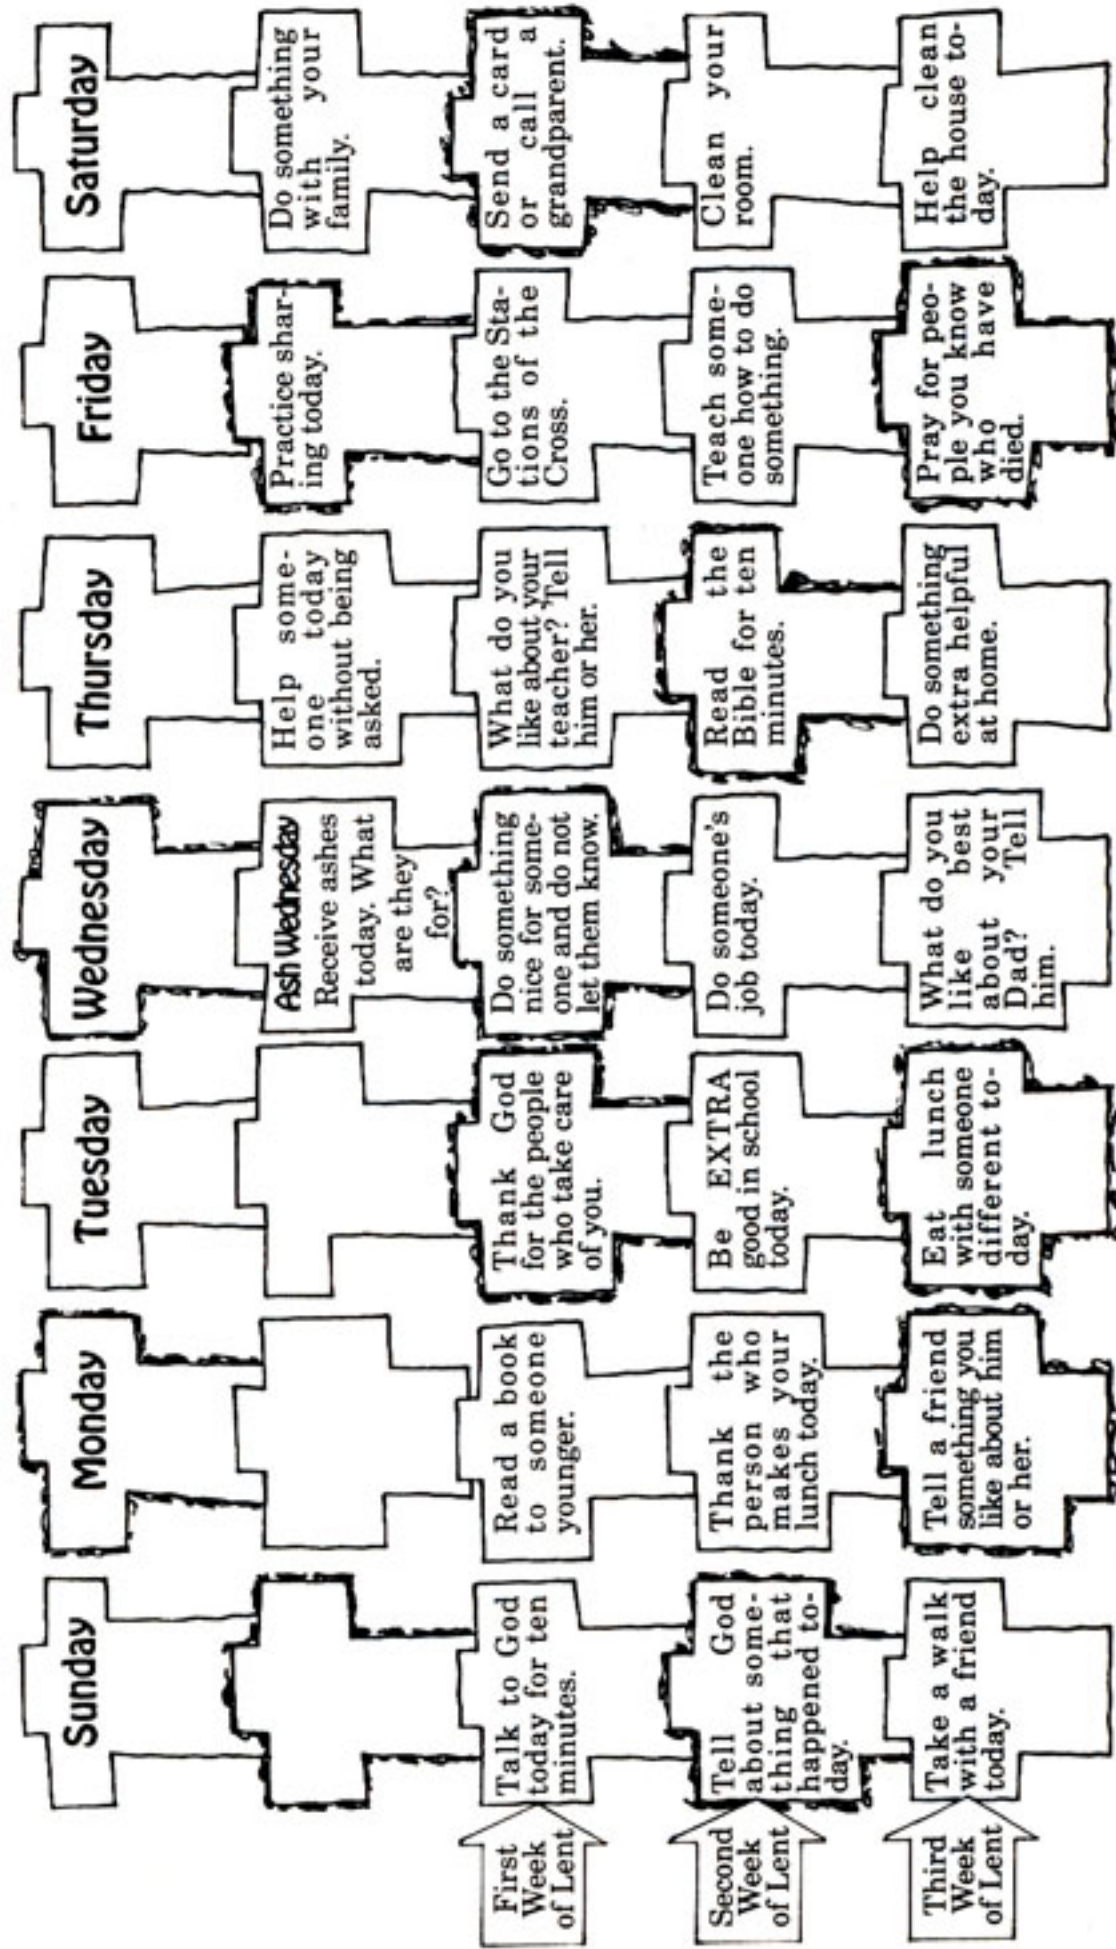 Sunday
Monday
Tuesday
Wednesday
Thursday
Friday
Saturday
Ash Wednesday
Receive ashes
today. What
are they
for?
Help some-
one today
without being
asked.
Practice shar-
ing today.
Do something
with your
family.
First
Week
of Lent
Talk to God
today for ten
minutes.
Read a book
to someone
younger.
Thank God
for the people
who take care
of you.
Do something
nice for some-
one and do not
let them know.
What do you
like about your
teacher? Tell
him or her.
Go to the Sta-
tions of the
Cross.
Send a card
or call a
grandparent.
Second
Week
of Lent
Tell God
about some-
thing that
happened to-
day.
Thank the
person who
makes your
lunch today.
Be EXTRA
good in school
today.
Do someone's
job today.
Read the
Bible for ten
minutes.
Teach some-
one how to do
something.
Clean your
room.
Third
Week
of Lent
Take a walk
with a friend
today.
Tell a friend
something you
like about him
or her.
Eat lunch
with someone
different to-
day.
What do you
like best
about your
Dad? Tell
him.
Do something
extra helpful
at home.
Pray for peo-
ple you know
who have
died.
Help clean
the house to-
day.